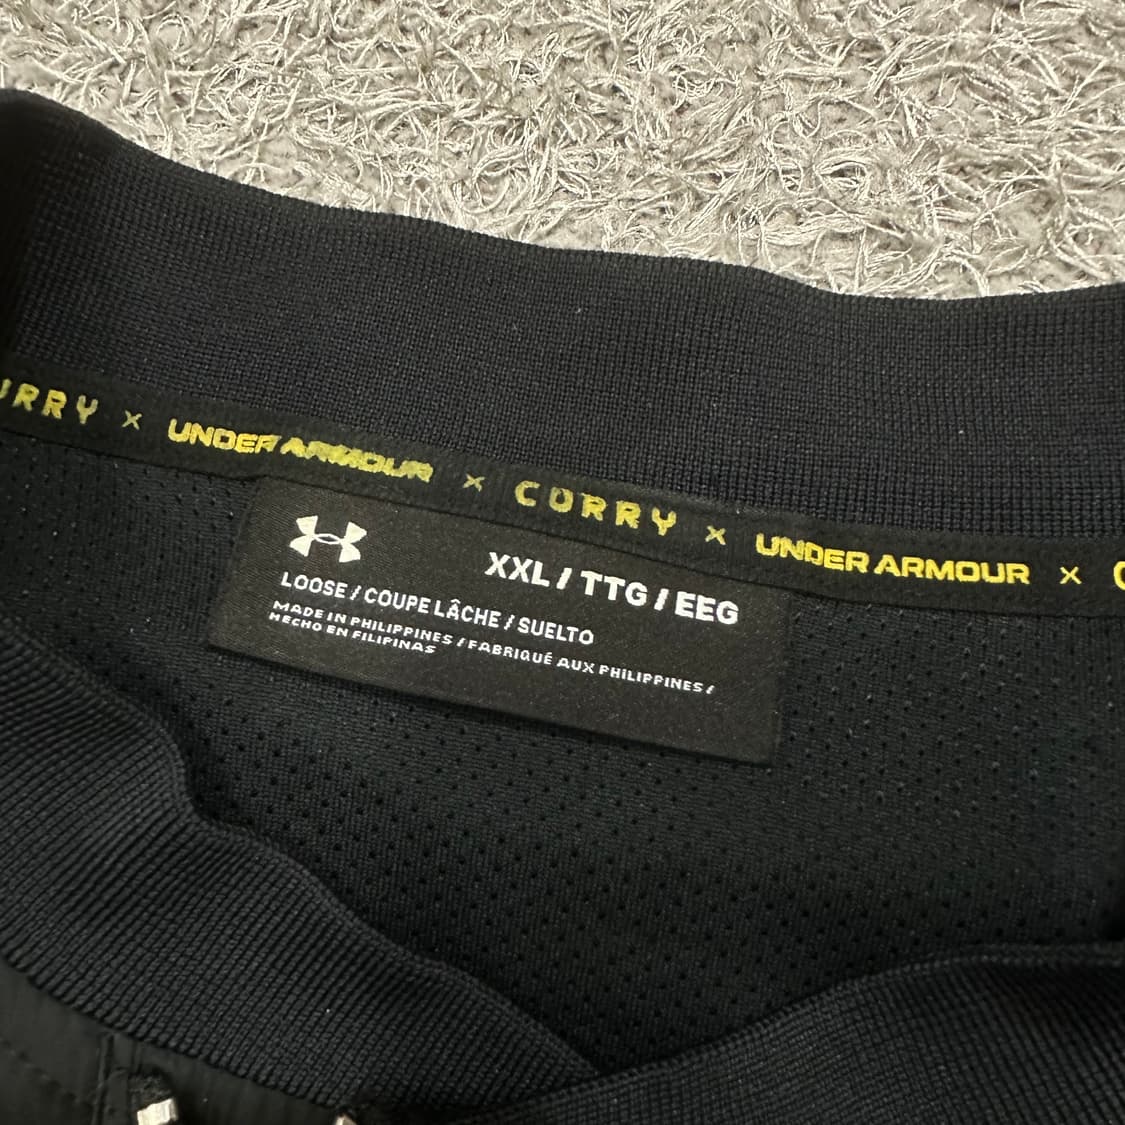 CURRY × UNDER ARMOUR × CURRY × UNDER ARMOUR ×
XXL / TTG / EEG
LOOSE / COUPE LÂCHE / SUELTO
MADE IN PHILIPPINES / FABRIQUÉ AUX PHILIPPINES /
HECHO EN FILIPINAS